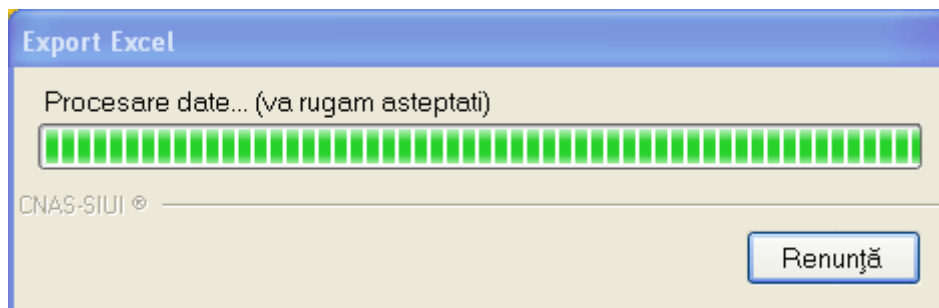 Export Excel
Procesare date... (va rugam asteptati)
CNAS-SIUI ®
Renunţă